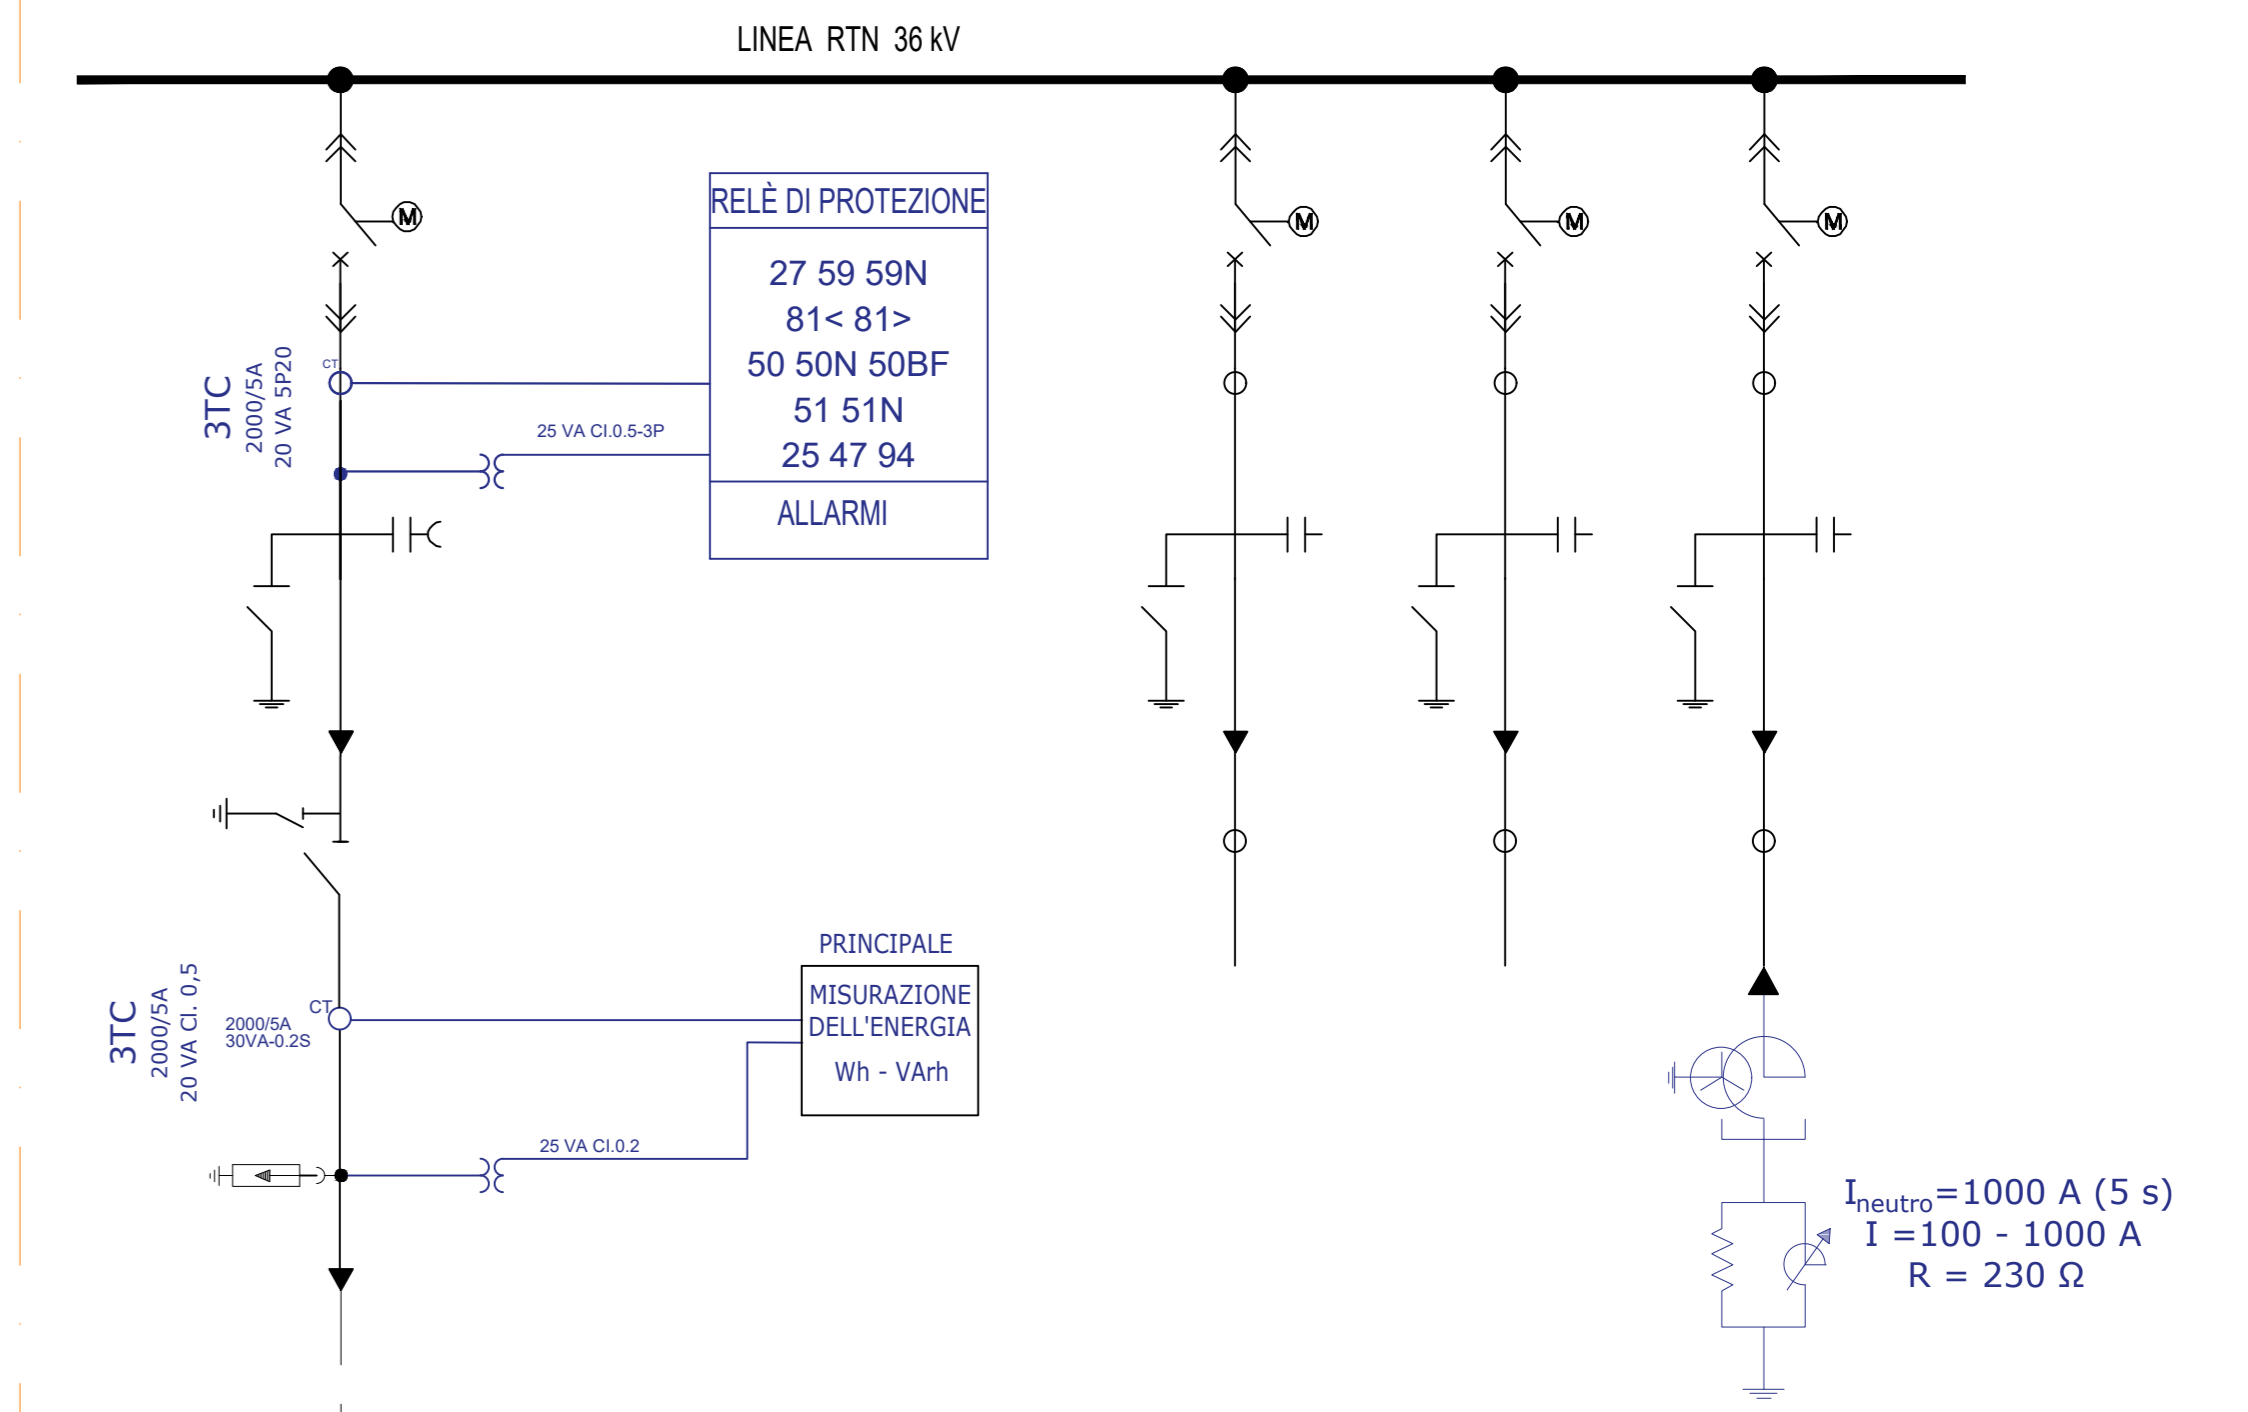 LINEA RTN 36 kV
M
M
M
M
RELÈ DI PROTEZIONE
27 59 59N
81< 81>
50 50N 50BF
51 51N
25 47 94
ALLARMI
3TC
2000/5A
20 VA 5P20
CT
25 VA Cl.0.5-3P
PRINCIPALE
MISURAZIONE
DELL'ENERGIA
Wh - VArh
3TC
2000/5A
20 VA Cl. 0,5
CT
2000/5A
30VA-0.2S
25 VA Cl.0.2
Ineutro=1000 A (5 s)
I =100 - 1000 A
R = 230 Ω